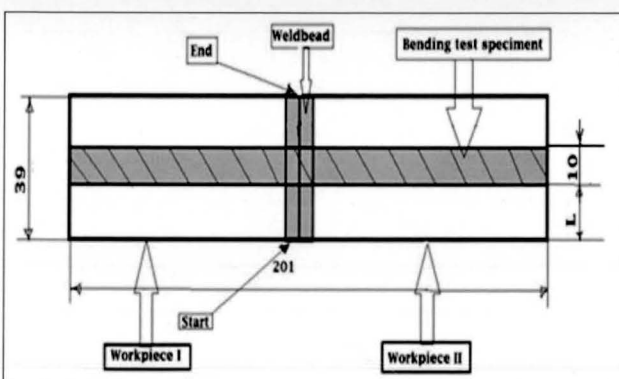 Weldbead
End
Bending test speciment
39
10
L
201
Start
Workpiece I
Workpiece II